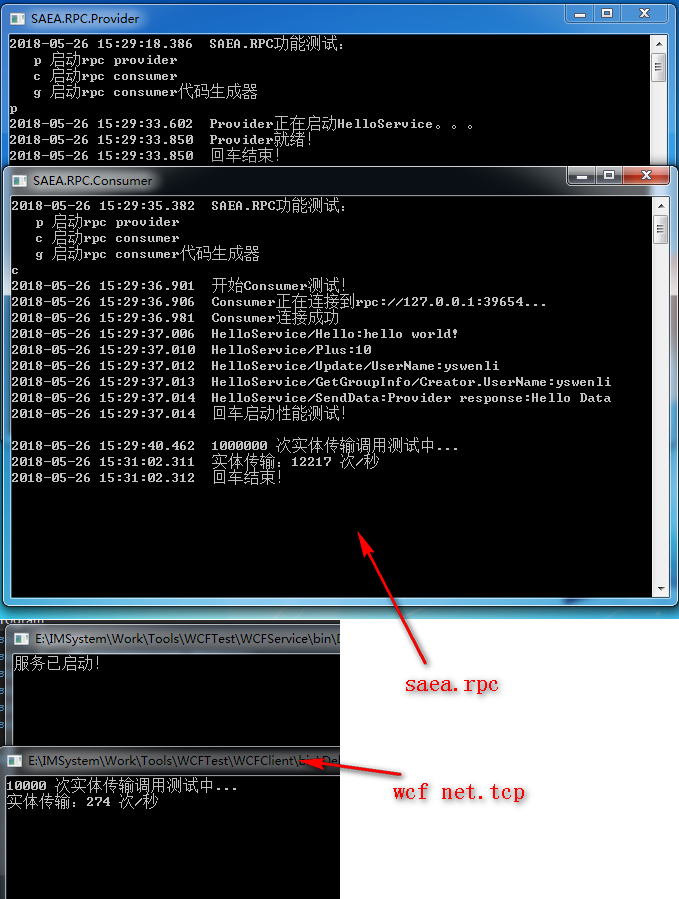 SAEA.RPC.Provider
2018-05-26 15:29:18.386 SAEA.RPC功能测试：
p 启动rpc provider
c 启动rpc consumer
g 启动rpc consumer代码生成器
p
2018-05-26 15:29:33.602 Provider正在启动HelloService。。。
2018-05-26 15:29:33.850 Provider就绪！
2018-05-26 15:29:33.850 回车结束！
SAEA.RPC.Consumer
2018-05-26 15:29:35.382 SAEA.RPC功能测试：
p 启动rpc provider
c 启动rpc consumer
g 启动rpc consumer代码生成器
c
2018-05-26 15:29:36.901 开始Consumer测试！
2018-05-26 15:29:36.906 Consumer正在连接到rpc://127.0.0.1:39654...
2018-05-26 15:29:36.981 Consumer连接成功
2018-05-26 15:29:37.006 HelloService/Hello:hello world!
2018-05-26 15:29:37.010 HelloService/Plus:10
2018-05-26 15:29:37.012 HelloService/Update/UserName:yswenli
2018-05-26 15:29:37.013 HelloService/GetGroupInfo/Creator.UserName:yswenli
2018-05-26 15:29:37.014 HelloService/SendData:Provider response:Hello Data
2018-05-26 15:29:37.014 回车启动性能测试！
2018-05-26 15:29:40.462 1000000 次实体传输调用测试中...
2018-05-26 15:31:02.311 实体传输：12217 次/秒
2018-05-26 15:31:02.312 回车结束！
saea.rpc
E:\IMSystem\Work\Tools\WCFTest\WCFService\bin\D
服务已启动！
E:\IMSystem\Work\Tools\WCFTest\WCFClient\bin\De
10000 次实体传输调用测试中...
实体传输：274 次/秒
wcf net.tcp